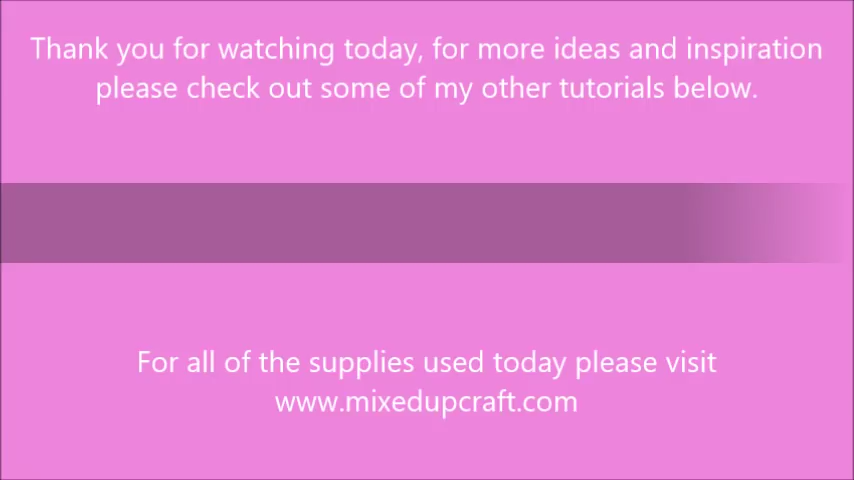 Thank you for watching today, for more ideas and inspiration
please check out some of my other tutorials below.
For all of the supplies used today please visit
www.mixedupcraft.com